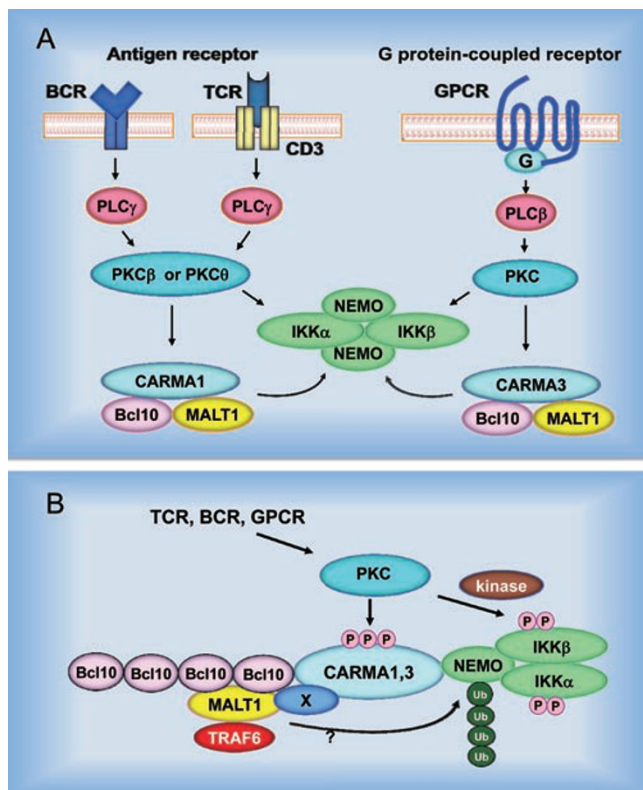 A
Antigen receptor
G protein-coupled receptor
BCR
TCR
GPCR
CD3
G
PLCγ
PLCγ
PLCβ
PKCβ or PKCθ
PKC
NEMO
IKKα
IKKβ
NEMO
CARMA1
CARMA3
Bcl10
MALT1
Bcl10
MALT1
B
TCR, BCR, GPCR
PKC
kinase
P P
P P P
IKKβ
Bcl10
Bcl10
Bcl10
Bcl10
CARMA1,3
NEMO
IKKα
MALT1
X
Ub
P P
TRAF6
?
Ub
Ub
Ub